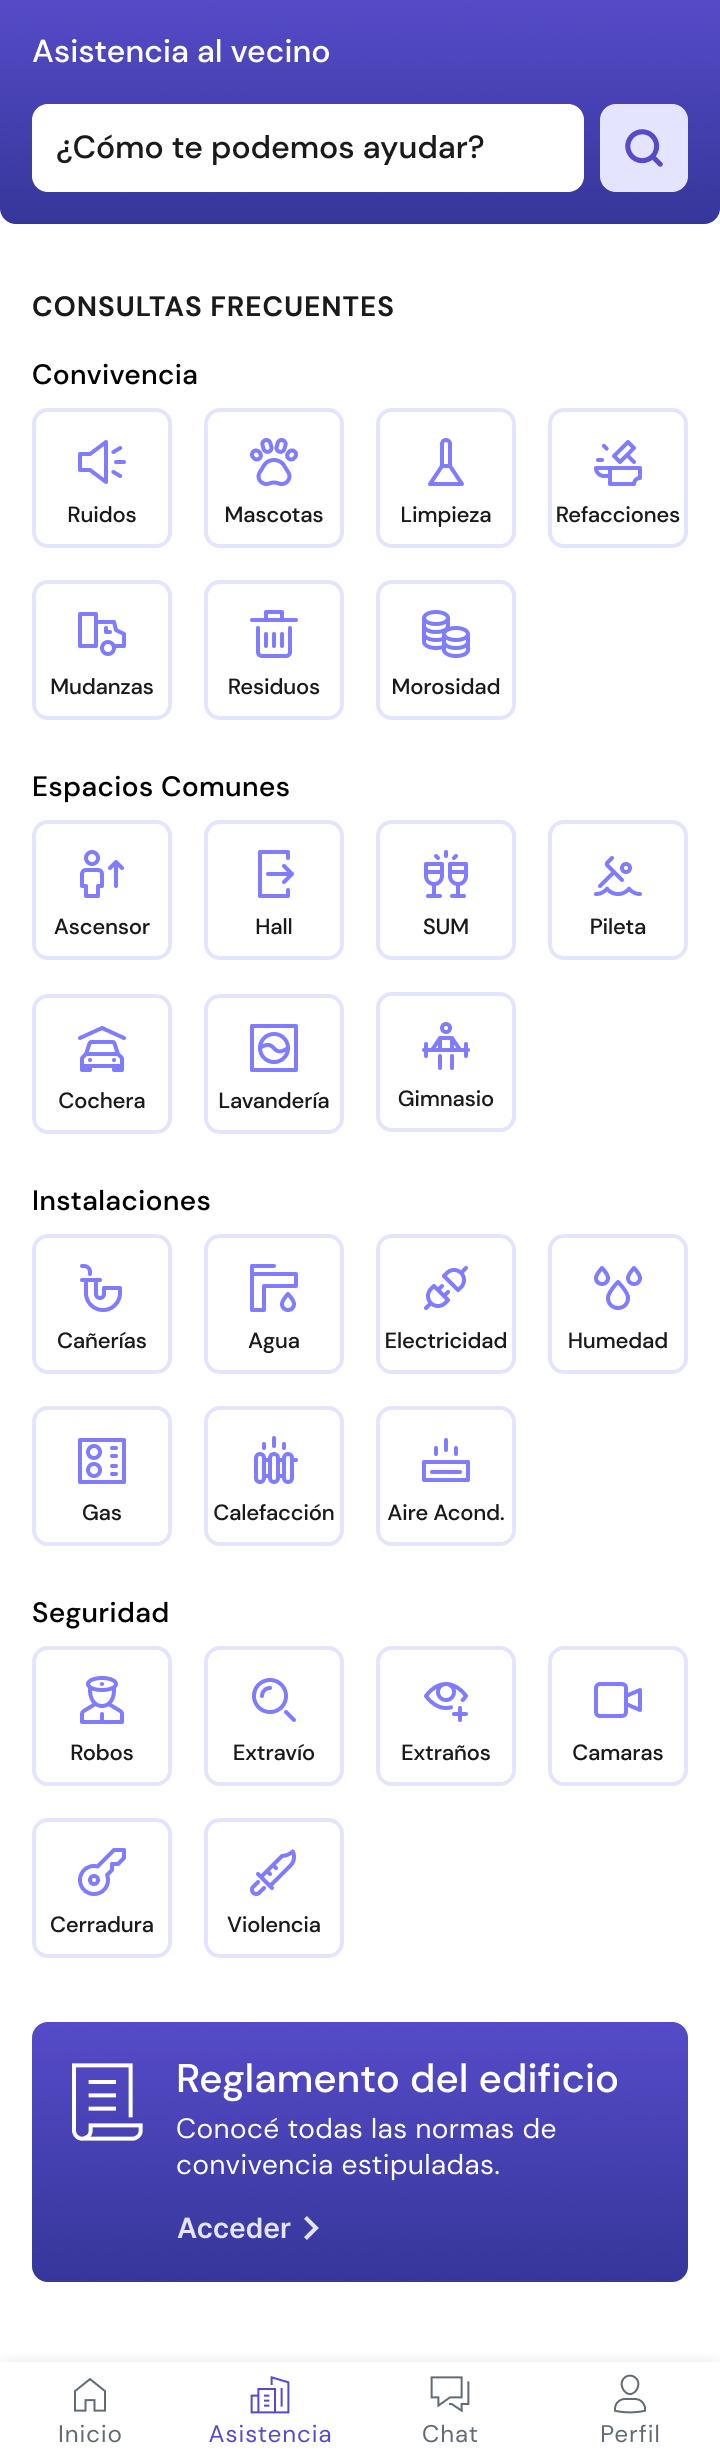 Asistencia al vecino
¿Cómo te podemos ayudar?
CONSULTAS FRECUENTES
Convivencia
Ruidos
Mascotas
Limpieza
Refacciones
Mudanzas
Residuos
Morosidad
Espacios Comunes
Ascensor
Hall
SUM
Pileta
Cochera
Lavandería
Gimnasio
Instalaciones
Cañerías
Agua
Electricidad
Humedad
Gas
Calefacción
Aire Acond.
Seguridad
Robos
Extravío
Extraños
Camaras
Cerradura
Violencia
Reglamento del edificio
Conocé todas las normas de
convivencia estipuladas.
Acceder
Inicio
Asistencia
Chat
Perfil